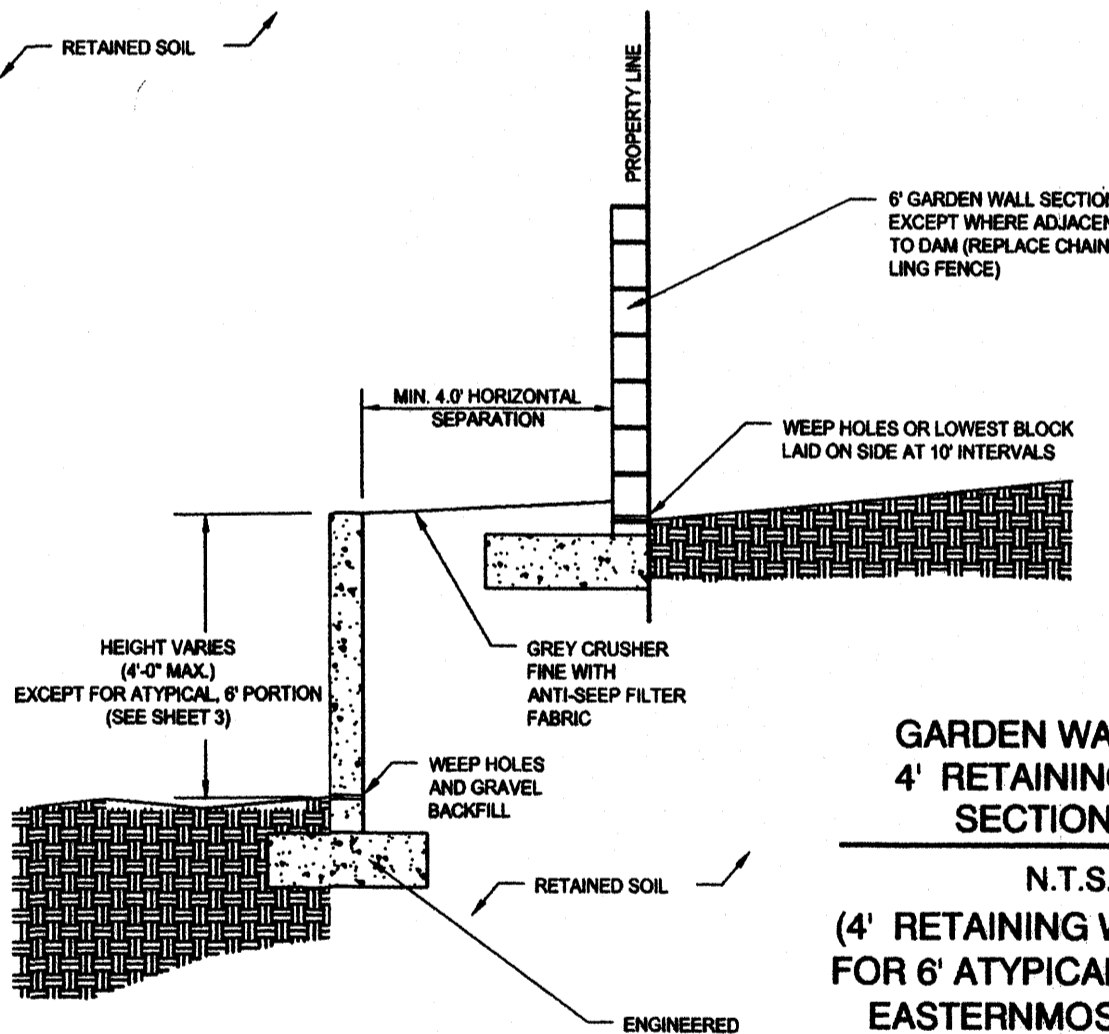 RETAINED SOIL
PROPERTY LINE
6' GARDEN WALL SECTION
EXCEPT WHERE ADJACEN
TO DAM (REPLACE CHAIN
LING FENCE)
MIN. 4.0' HORIZONTAL
SEPARATION
WEEP HOLES OR LOWEST BLOCK
LAID ON SIDE AT 10' INTERVALS
HEIGHT VARIES
(4'-0" MAX.)
EXCEPT FOR ATYPICAL, 6' PORTION
(SEE SHEET 3)
GREY CRUSHER
FINE WITH
ANTI-SEEP FILTER
FABRIC
WEEP HOLES
AND GRAVEL
BACKFILL
RETAINED SOIL
ENGINEERED
GARDEN WA
4' RETAINING
SECTION
N.T.S.
(4' RETAINING W
FOR 6' ATYPICAL
EASTERNMOS